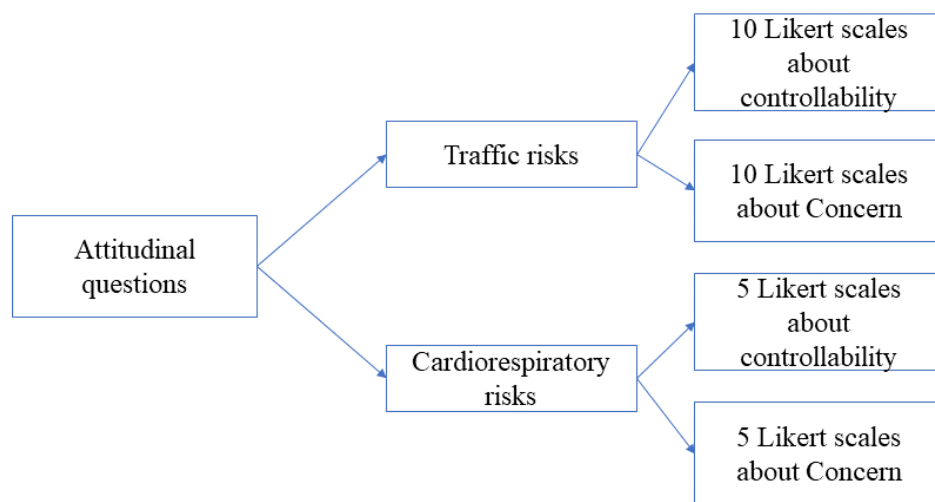 Attitudinal
questions
Traffic risks
Cardiorespiratory
risks
10 Likert scales
about
controllability
10 Likert scales
about Concern
5 Likert scales
about
controllability
5 Likert scales
about Concern